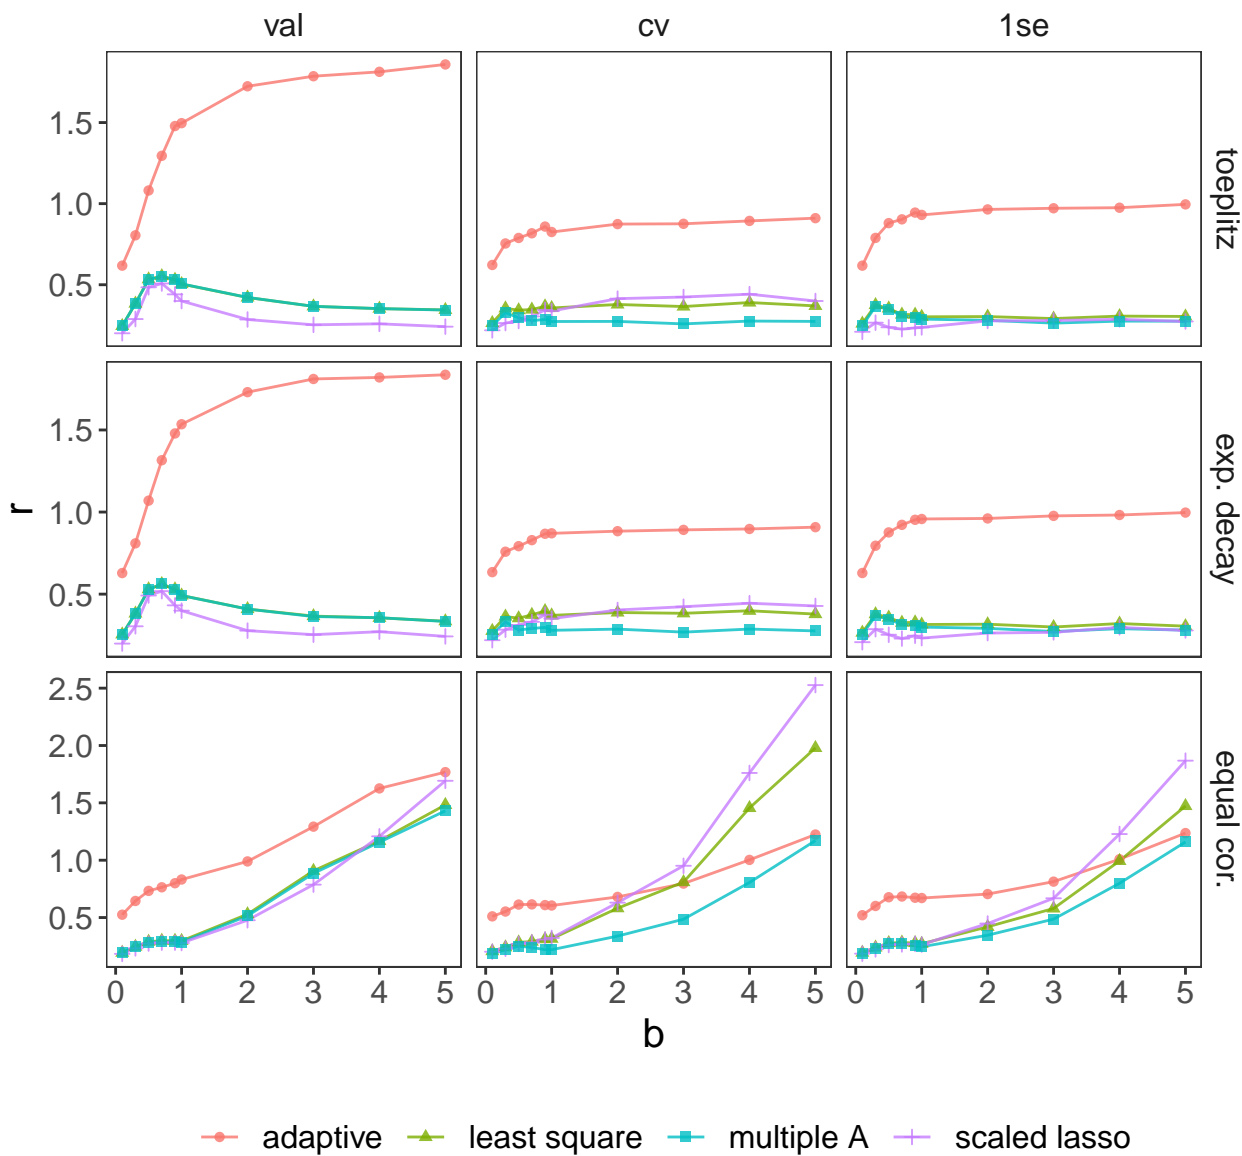 val cv 1se
1.5
1.0
0.5
toeplitz
1.5
1.0
0.5
exp. decay
r
2.5
2.0
1.5
1.0
0.5
equal cor.
0 1 2 3 4 5 0 1 2 3 4 5 0 1 2 3 4 5
b
adaptive least square multiple A scaled lasso